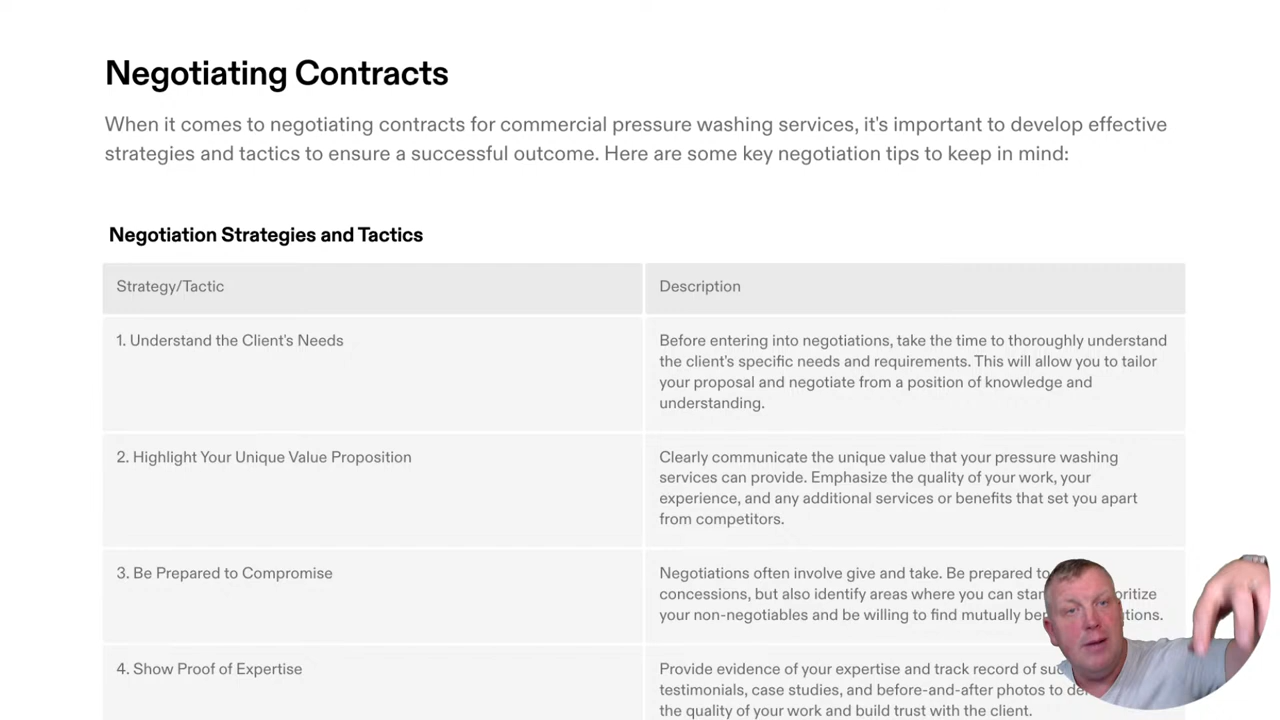 Negotiating Contracts
When it comes to negotiating contracts for commercial pressure washing services, it's important to develop effective
strategies and tactics to ensure a successful outcome. Here are some key negotiation tips to keep in mind:
Negotiation Strategies and Tactics
Strategy/Tactic
Description
1. Understand the Client's Needs
Before entering into negotiations, take the time to thoroughly understand
the client's specific needs and requirements. This will allow you to tailor
your proposal and negotiate from a position of knowledge and
understanding.
2. Highlight Your Unique Value Proposition
Clearly communicate the unique value that your pressure washing
services can provide. Emphasize the quality of your work, your
experience, and any additional services or benefits that set you apart
from competitors.
3. Be Prepared to Compromise
Negotiations often involve give and take. Be prepared to
concessions, but also identify areas where you can
your non-negotiables and be willing to find mutually
4. Show Proof of Expertise
Provide evidence of your expertise and track record of
testimonials, case studies, and before-and-after photos to
the quality of your work and build trust with the client.